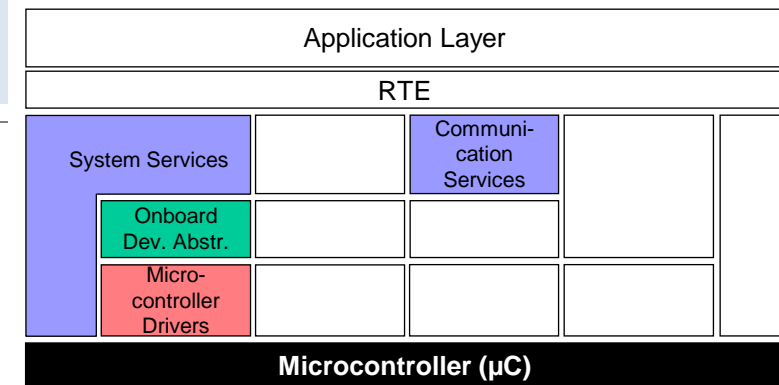 Application Layer
RTE
System Services
Communi-
cation
Services
Onboard
Dev. Abstr.
Micro-
controller
Drivers
Microcontroller (µC)